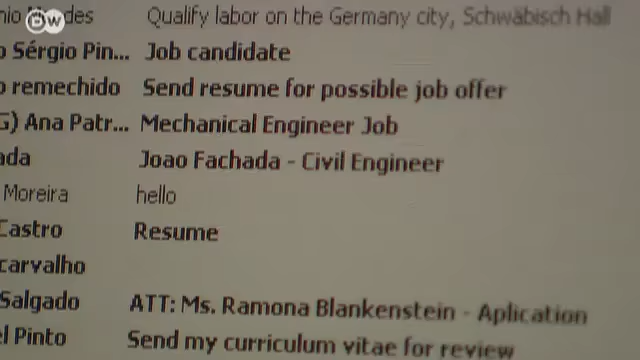 DW
Qualify labor on the Germany city, Schwäbisch Hall
Sérgio Pin... Job candidate
remechido Send resume for possible job offer
G) Ana Patr... Mechanical Engineer Job
ada Joao Fachada - Civil Engineer
Moreira hello
Castro Resume
carvalho
Salgado ATT: Ms. Ramona Blankenstein - Aplication
el Pinto Send my curriculum vitae for review